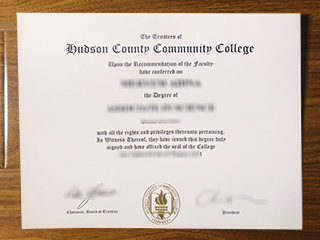 The Trustees of
Hudson County Community College
Upon the Recommendation of the Faculty
have conferred on
the Degree of
with all the rights and privileges thereunto pertaining.
In Witness Thereof, they have issued this degree duly
signed and have affixed the seal of the College
Chairman, Board of Trustees
President